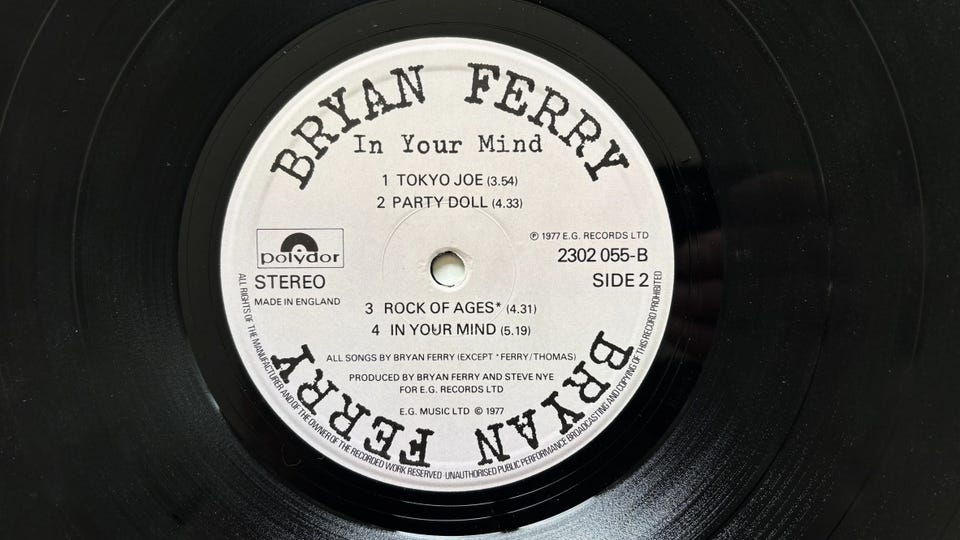 BRYAN FERRY
In Your Mind
1 TOKYO JOE (3.54)
2 PARTY DOLL (4.33)
polydor
STEREO
MADE IN ENGLAND
℗ 1977 E.G. RECORDS LTD
2302 055-B
SIDE 2
3 ROCK OF AGES* (4.31)
4 IN YOUR MIND (5.19)
ALL SONGS BY BRYAN FERRY (EXCEPT *FERRY/THOMAS)
PRODUCED BY BRYAN FERRY AND STEVE NYE
FOR E.G. RECORDS LTD
E.G. MUSIC LTD © 1977
BRYAN FERRY
ALL RIGHTS OF THE MANUFACTURER AND OF THE OWNER OF THE RECORDED WORK RESERVED · UNAUTHORISED PUBLIC PERFORMANCE BROADCASTING AND COPYING OF THIS RECORD PROHIBITED